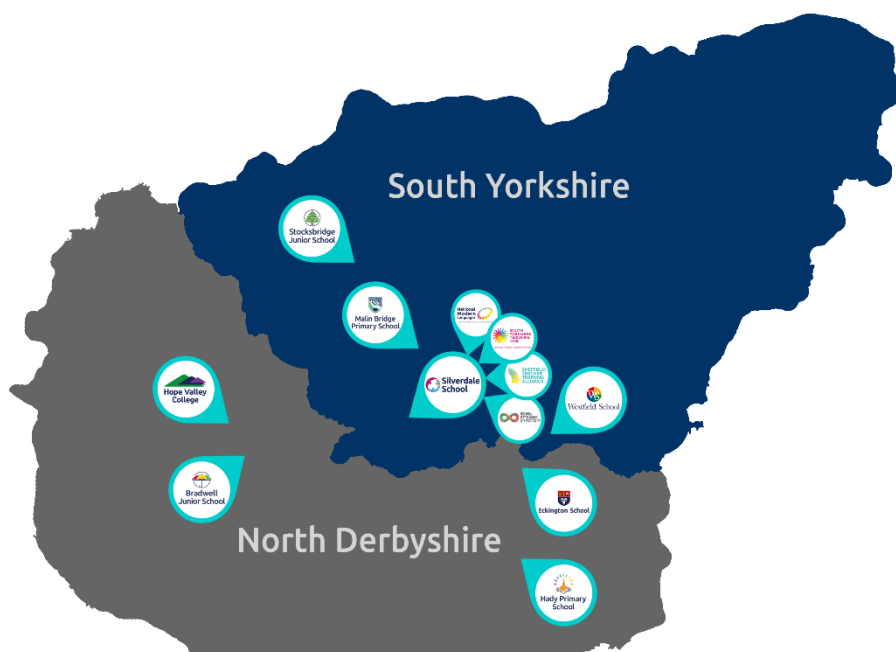 South Yorkshire
Stocksbridge
Junior School
Malin Bridge
Primary School
National
Modern
Languages
SOUTH
YORKSHIRE
TEACHING
HUB
Silverdale
School
SHEFFIELD
TEACHER
TRAINING
ALLIANCE
Hope Valley
College
Westfield School
Bradwell
Junior School
Eckington School
North Derbyshire
Hady Primary
School